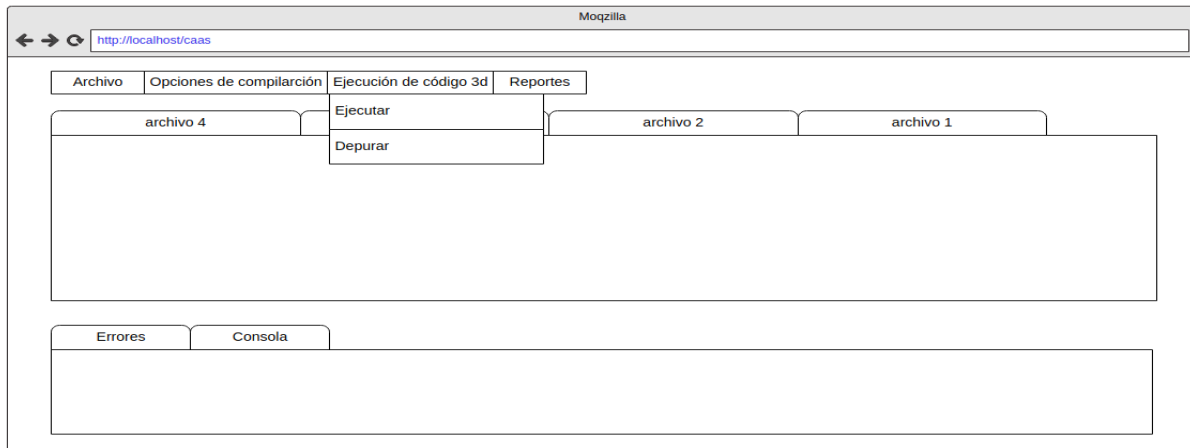 Moqzilla
http://localhost/caas
Archivo Opciones de compilarción Ejecución de código 3d Reportes
Ejecutar
archivo 4 archivo 2 archivo 1
Depurar
Errores Consola